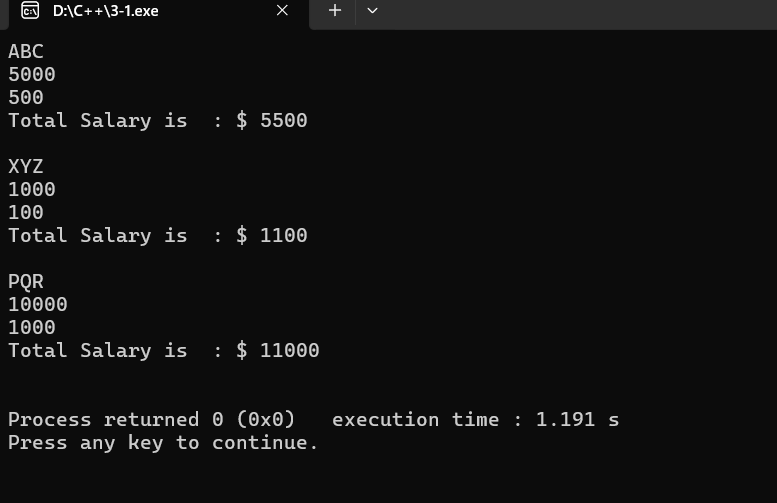 D:\C++\3-1.exe
ABC
5000
500
Total Salary is  : $ 5500
XYZ
1000
100
Total Salary is  : $ 1100
PQR
10000
1000
Total Salary is  : $ 11000
Process returned 0 (0x0)   execution time : 1.191 s
Press any key to continue.